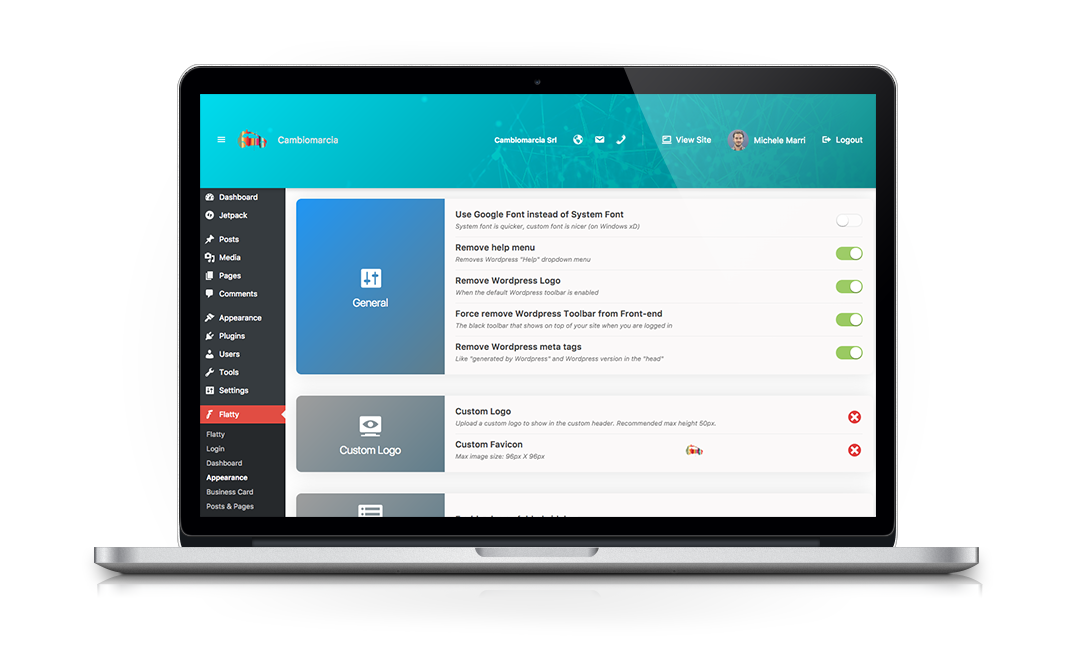 Cambiomarcia
Cambiomarcia Srl
View Site
Michele Marri
Logout
Dashboard
Jetpack
Posts
Media
Pages
Comments
Appearance
Plugins
Users
Tools
Settings
Flatty
Flatty
Login
Dashboard
Appearance
Business Card
Posts & Pages
General
Use Google Font instead of System Font
System font is quicker, custom font is nicer (on Windows xD)
Remove help menu
Removes Wordpress "Help" dropdown menu
Remove Wordpress Logo
When the default Wordpress toolbar is enabled
Force remove Wordpress Toolbar from Front-end
The black toolbar that shows on top of your site when you are logged in
Remove Wordpress meta tags
Like "generated by Wordpress" and Wordpress version in the "head"
Custom Logo
Custom Logo
Upload a custom logo to show in the custom header. Recommended max height 50px.
Custom Favicon
Max image size: 96px X 96px